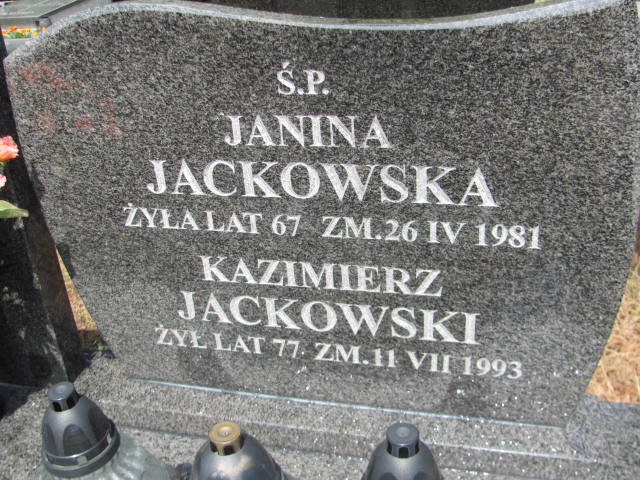 Ś.P.
JANINA
JACKOWSKA
ŻYŁA LAT 67 ZM.26 IV 1981
KAZIMIERZ
JACKOWSKI
ŻYŁ LAT 77. ZM.11 VII 1993